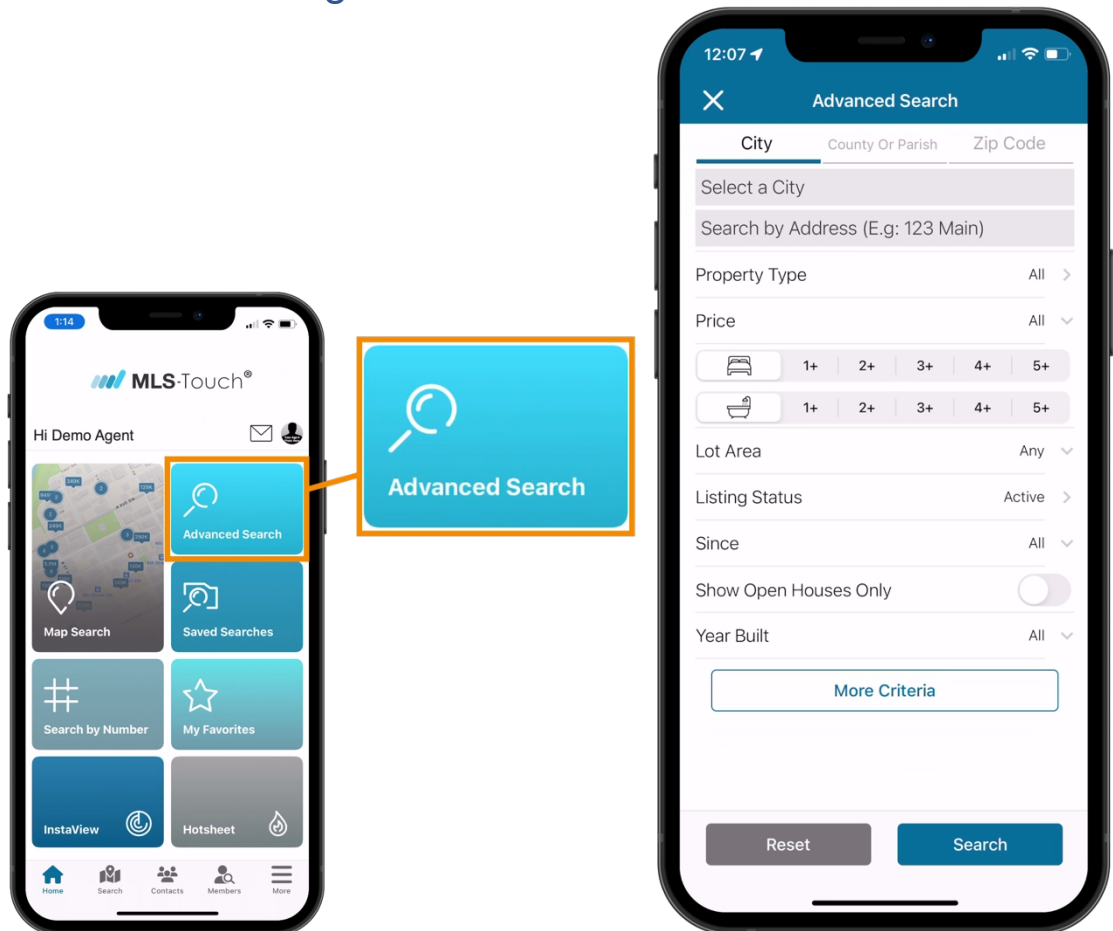 1:14
MLS-Touch®
Hi Demo Agent
Advanced Search
Map Search
Saved Searches
Search by Number
My Favorites
InstaView
Hotsheet
Home
Search
Contacts
Members
More
Advanced Search
12:07
Advanced Search
City County Or Parish Zip Code
Select a City
Search by Address (E.g: 123 Main)
Property Type All
Price All
1+ 2+ 3+ 4+ 5+
1+ 2+ 3+ 4+ 5+
Lot Area Any
Listing Status Active
Since All
Show Open Houses Only
Year Built All
More Criteria
Reset Search